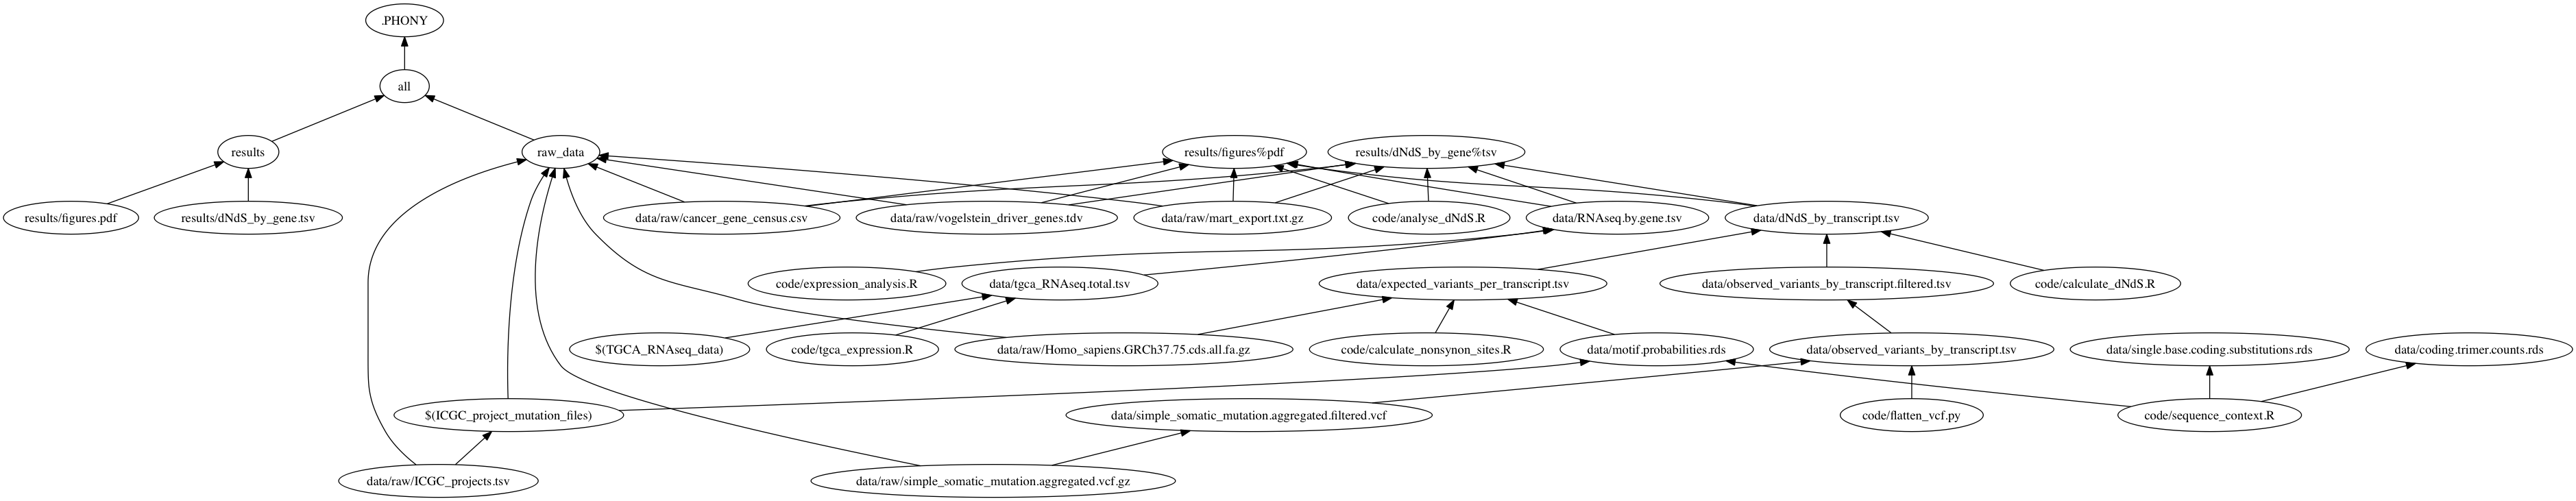 .PHONY
all
results
raw_data
results/figures%pdf
results/dNdS_by_gene%tsv
results/figures.pdf
results/dNdS_by_gene.tsv
data/raw/cancer_gene_census.csv
data/raw/vogelstein_driver_genes.tdv
data/raw/mart_export.txt.gz
code/analyse_dNdS.R
data/RNAseq.by.gene.tsv
data/dNdS_by_transcript.tsv
code/expression_analysis.R
data/tgca_RNAseq.total.tsv
data/expected_variants_per_transcript.tsv
data/observed_variants_by_transcript.filtered.tsv
code/calculate_dNdS.R
$(TGCA_RNAseq_data)
code/tgca_expression.R
data/raw/Homo_sapiens.GRCh37.75.cds.all.fa.gz
code/calculate_nonsynon_sites.R
data/motif.probabilities.rds
data/observed_variants_by_transcript.tsv
data/single.base.coding.substitutions.rds
data/coding.trimer.counts.rds
$(ICGC_project_mutation_files)
data/simple_somatic_mutation.aggregated.filtered.vcf
code/flatten_vcf.py
code/sequence_context.R
data/raw/ICGC_projects.tsv
data/raw/simple_somatic_mutation.aggregated.vcf.gz